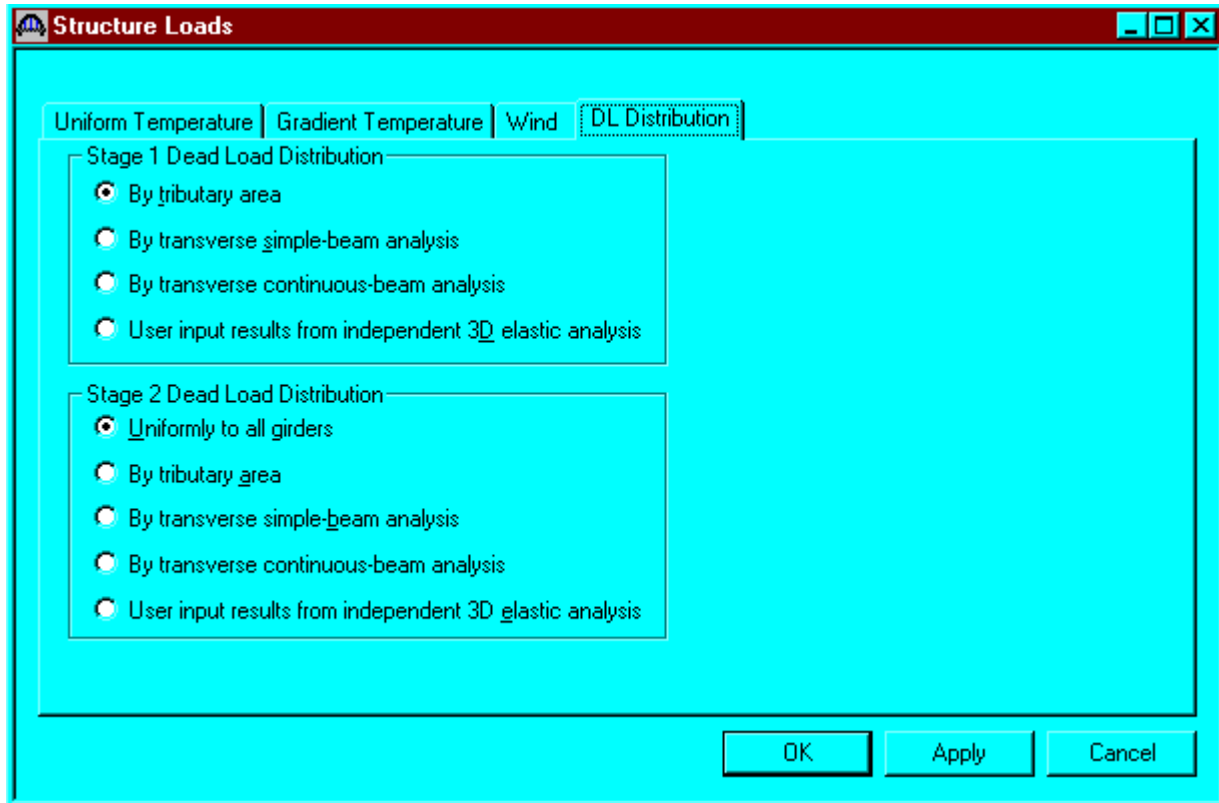 Structure Loads
Uniform Temperature Gradient Temperature Wind DL Distribution
Stage 1 Dead Load Distribution
By tributary area
By transverse simple-beam analysis
By transverse continuous-beam analysis
User input results from independent 3D elastic analysis
Stage 2 Dead Load Distribution
Uniformly to all girders
By tributary area
By transverse simple-beam analysis
By transverse continuous-beam analysis
User input results from independent 3D elastic analysis
OK Apply Cancel